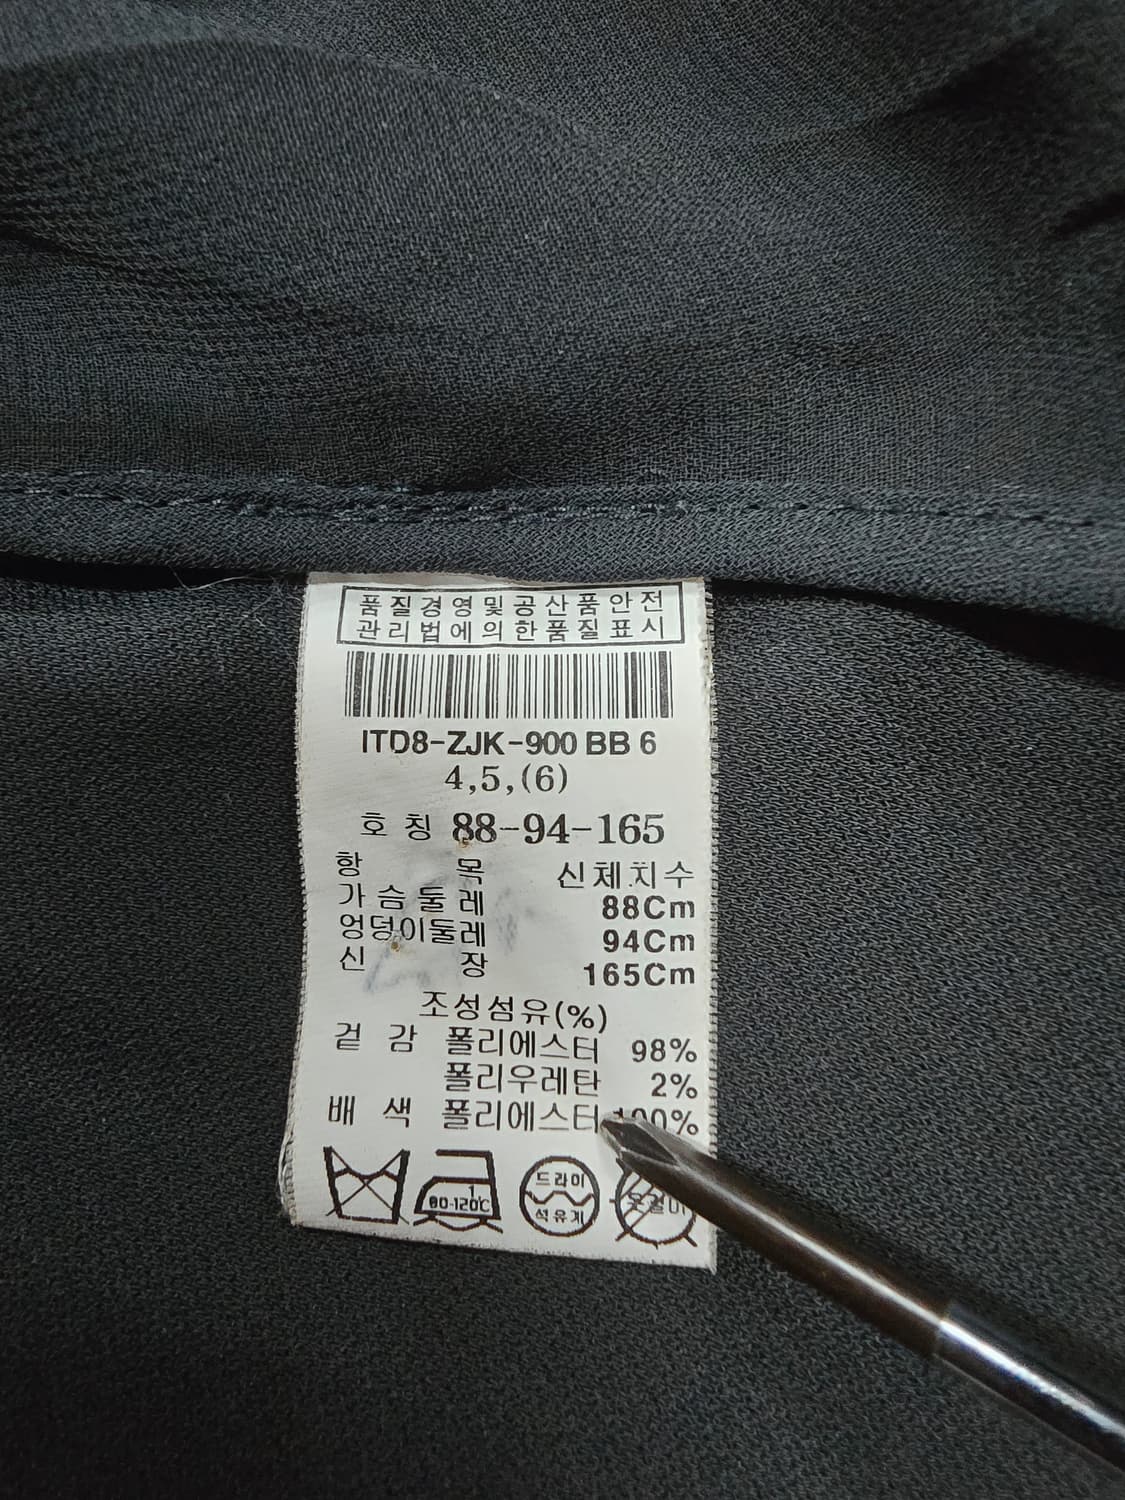 품질경영및공산품안전
관리법에의한품질표시
ITD8-ZJK-900 BB 6
4,5,(6)
호 칭 88-94-165
항 목 신체치수
가슴둘레 88Cm
엉덩이둘레 94Cm
신 장 165Cm
조성섬유(%)
겉 감 폴리에스터 98%
폴리우레탄 2%
배 색 폴리에스터 100%
1
80-120℃
드라이
석유계
옷걸이